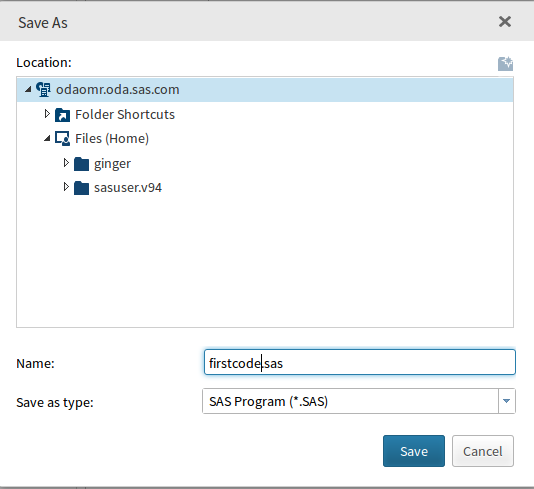 Save As
Location:
odaomr.oda.sas.com
Folder Shortcuts
Files (Home)
ginger
sasuser.v94
Name:
firstcode.sas
Save as type:
SAS Program (*.SAS)
Save
Cancel